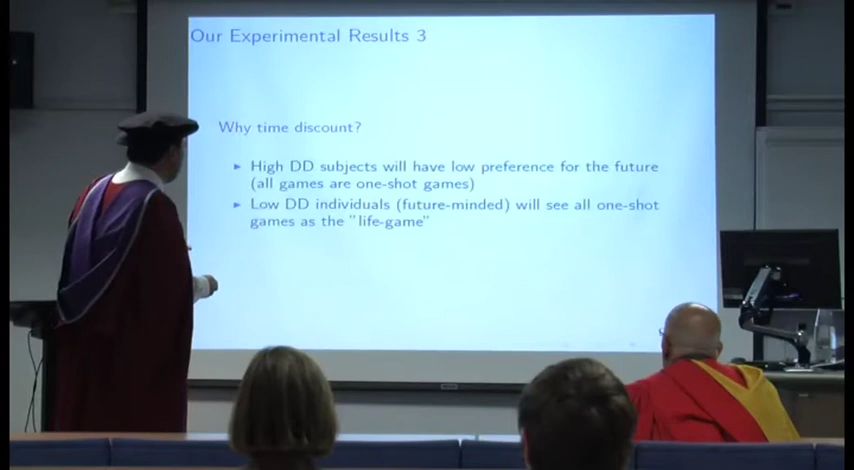 Our Experimental Results 3
Why time discount?
▸ High DD subjects will have low preference for the future
(all games are one-shot games)
▸ Low DD individuals (future-minded) will see all one-shot
games as the "life-game"